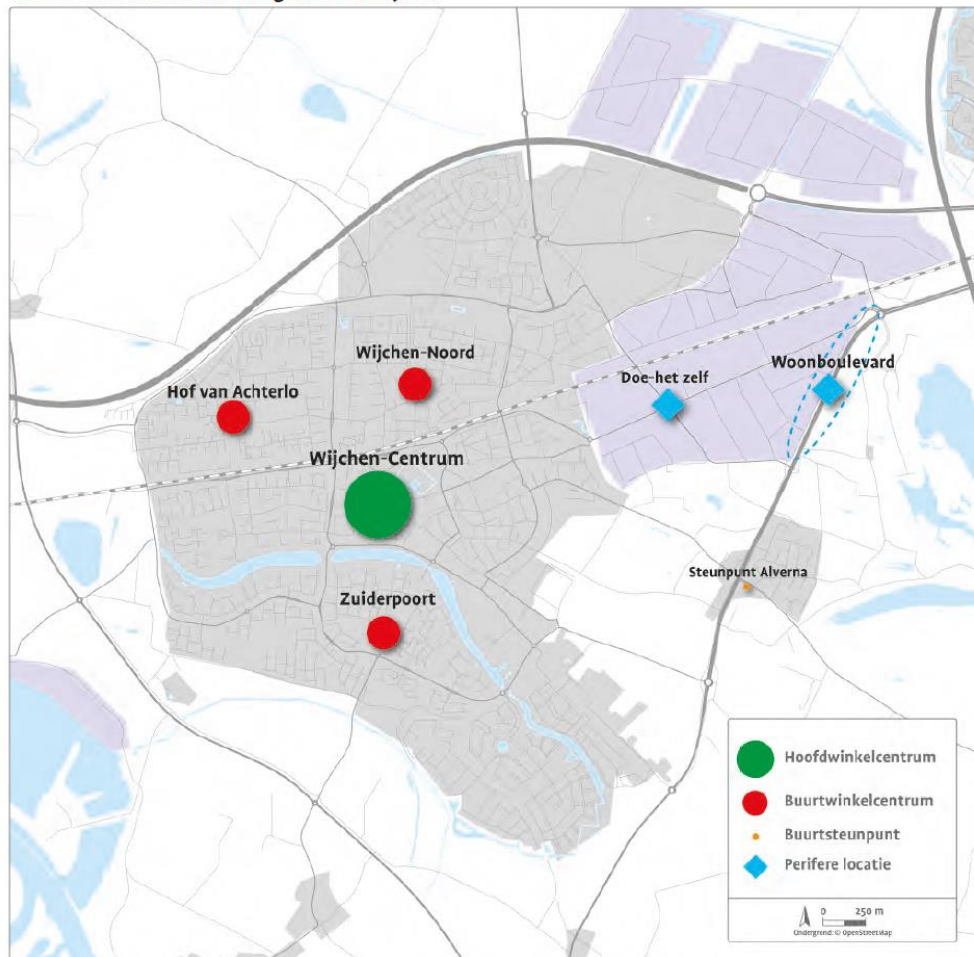 Wijchen-Noord
Hof van Achterlo
Doe-het zelf
Woonboulevard
Wijchen-Centrum
Steunpunt Alverna
Zuiderpoort
Hoofdwinkelcentrum
Buurtwinkelcentrum
Buurtsteunpunt
Perifere locatie
0 250 m
Ondergrond: © OpenStreetMap